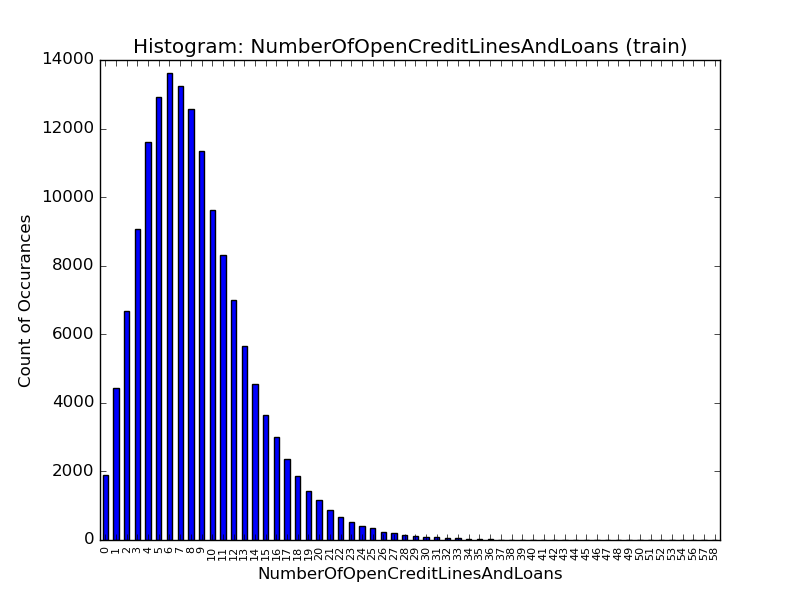 Histogram: NumberOfOpenCreditLinesAndLoans (train)
14000
12000
10000
8000
6000
4000
2000
0
Count of Occurances
0 1 2 3 4 5 6 7 8 9 10 11 12 13 14 15 16 17 18 19 20 21 22 23 24 25 26 27 28 29 30 31 32 33 34 35 36 37 38 39 40 41 42 43 44 45 46 47 48 49 50 51 52 53 54 56 57 58
NumberOfOpenCreditLinesAndLoans